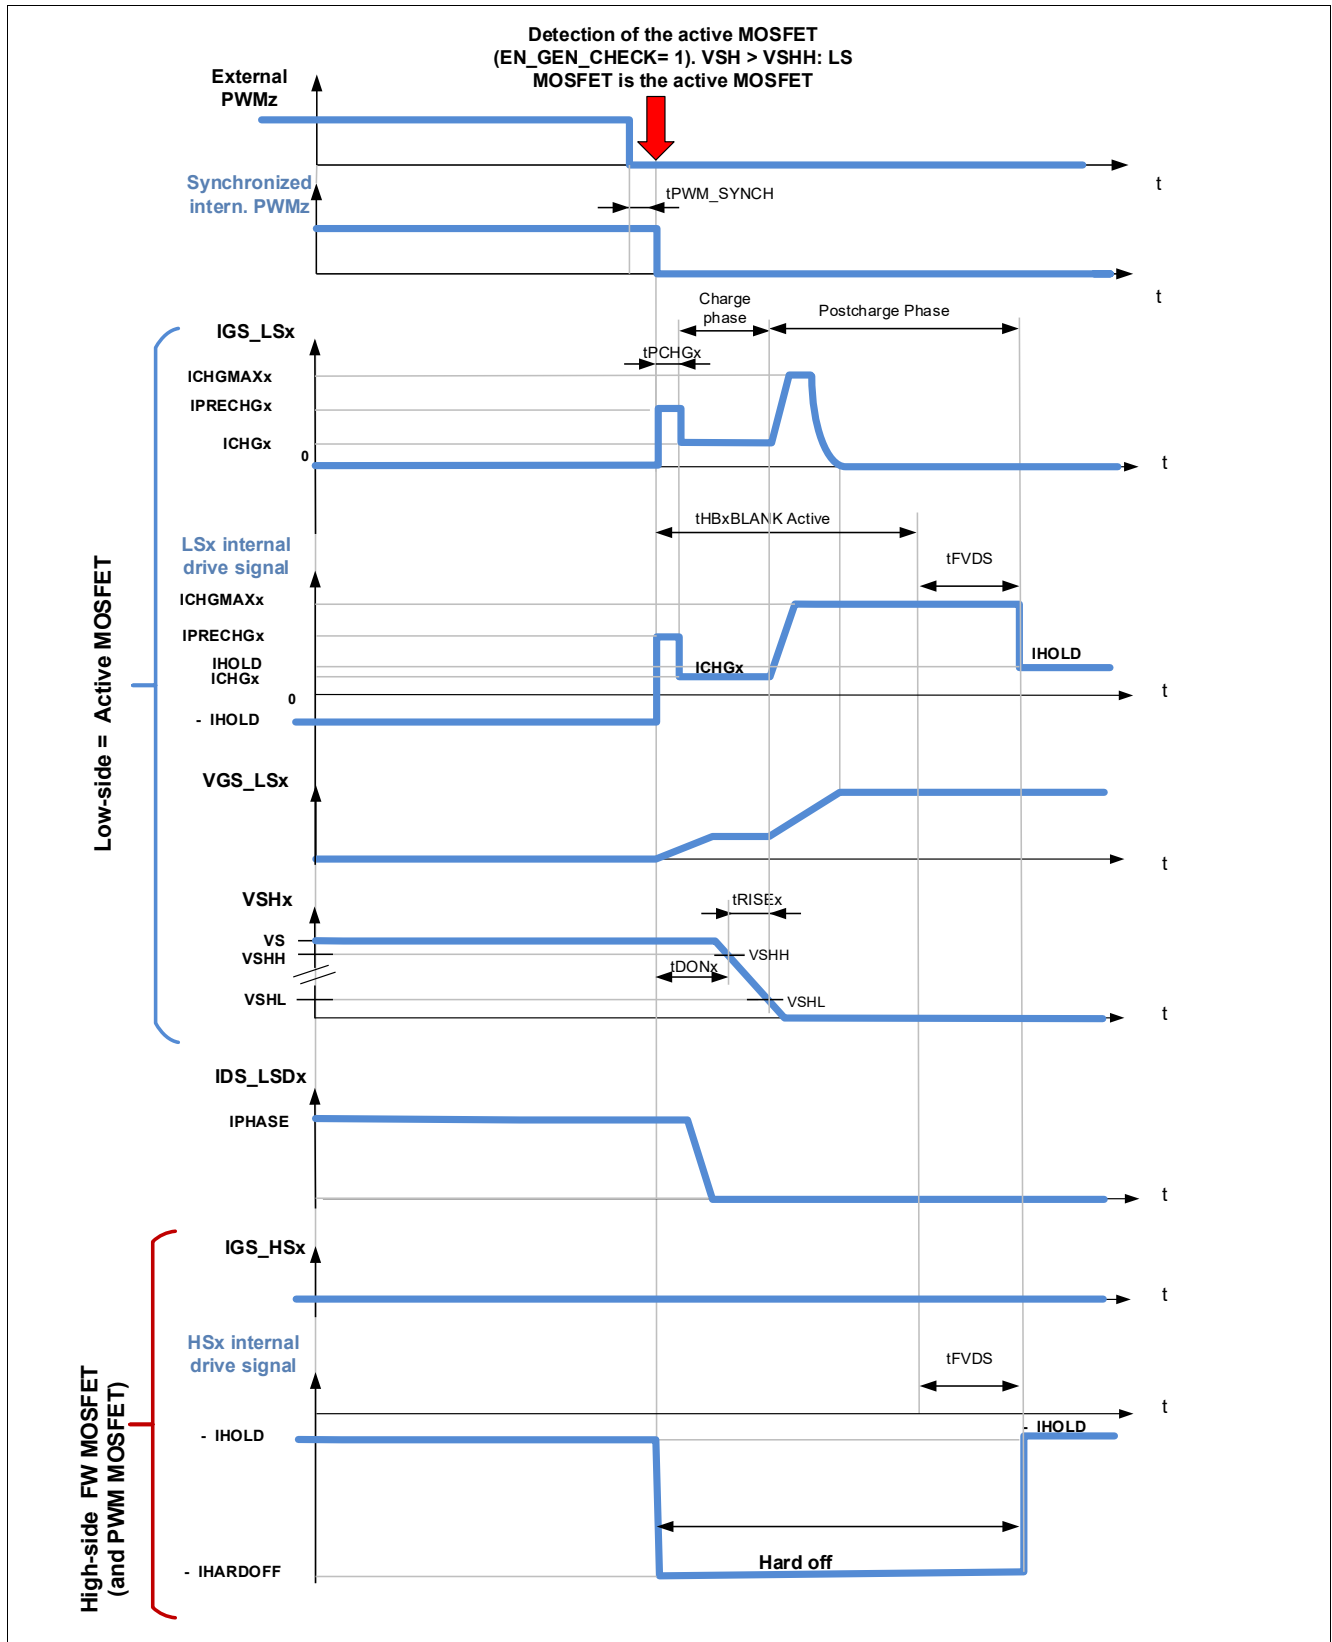 Detection of the active MOSFET
(EN_GEN_CHECK= 1). VSH > VSHH: LS
MOSFET is the active MOSFET
External
PWMz
t
Synchronized
intern. PWMz
tPWM_SYNCH
t
Charge
phase
Postcharge Phase
IGS_LSx
tPCHGx
ICHGMAXx
IPRECHGx
ICHGx
0
t
tHBxBLANK Active
LSx internal
drive signal
tFVDS
ICHGMAXx
IPRECHGx
IHOLD
ICHGx
ICHGx
IHOLD
0
t
- IHOLD
VGS_LSx
t
VSHx
tRISEx
VS
VSHH
VSHH
tDONx
VSHL
VSHL
t
Low-side = Active MOSFET
IDS_LSDx
IPHASE
t
IGS_HSx
t
HSx internal
drive signal
tFVDS
t
- IHOLD
- IHOLD
Hard off
- IHARDOFF
High-side FW MOSFET
(and PWM MOSFET)